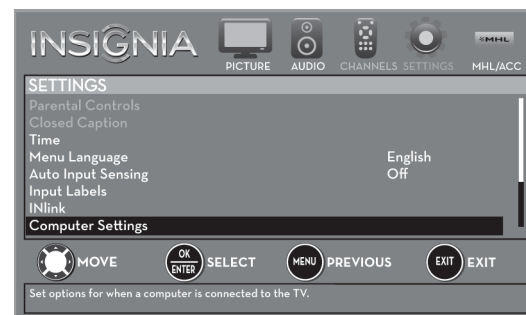 INSIGNIA
PICTURE AUDIO CHANNELS SETTINGS MHL MHL/ACC
SETTINGS
Parental Controls
Closed Caption
Time
Menu Language English
Auto Input Sensing Off
Input Labels
INlink
Computer Settings
MOVE OK ENTER SELECT MENU PREVIOUS EXIT EXIT
Set options for when a computer is connected to the TV.